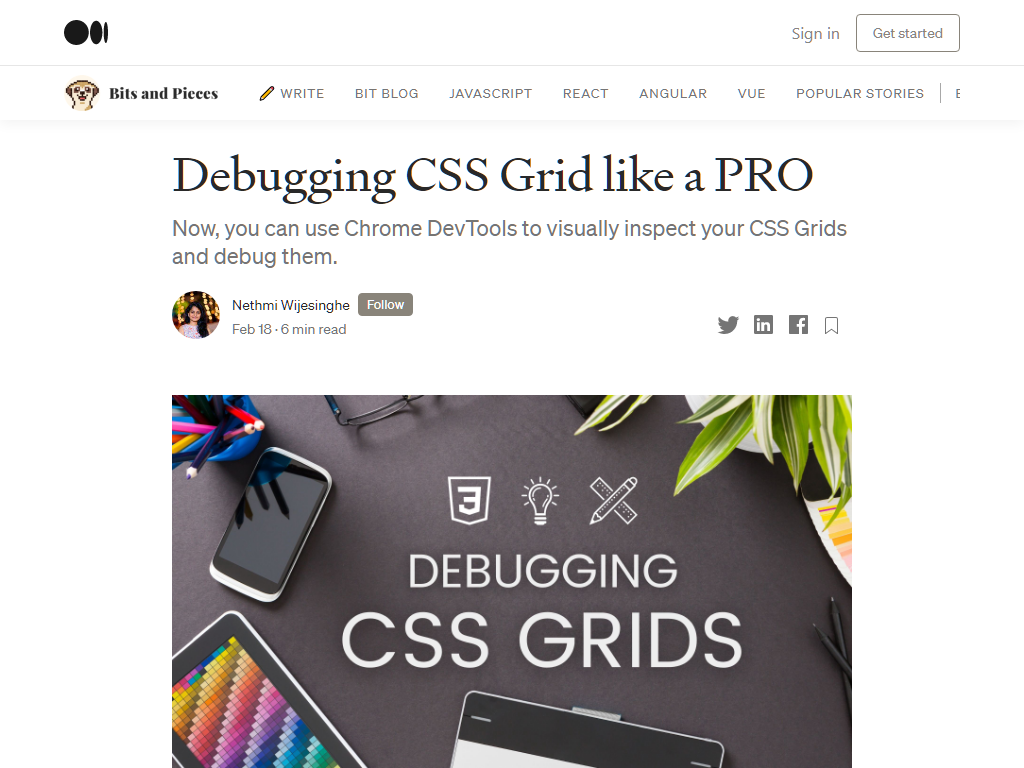 Sign in
Get started
Bits and Pieces
WRITE
BIT BLOG
JAVASCRIPT
REACT
ANGULAR
VUE
POPULAR STORIES
Debugging CSS Grid like a PRO
Now, you can use Chrome DevTools to visually inspect your CSS Grids
and debug them.
Nethmi Wijesinghe
Follow
Feb 18 · 6 min read
3
DEBUGGING
CSS GRIDS